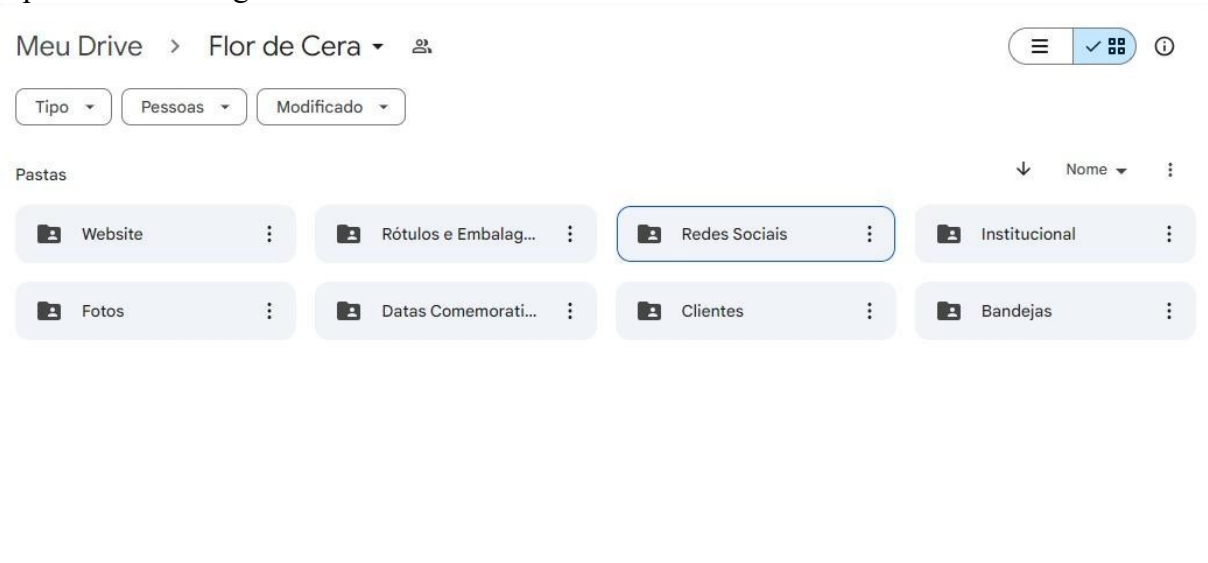 Meu Drive > Flor de Cera
Tipo Pessoas Modificado
Pastas Nome
Website Rótulos e Embalag... Redes Sociais Institucional
Fotos Datas Comemorati... Clientes Bandejas